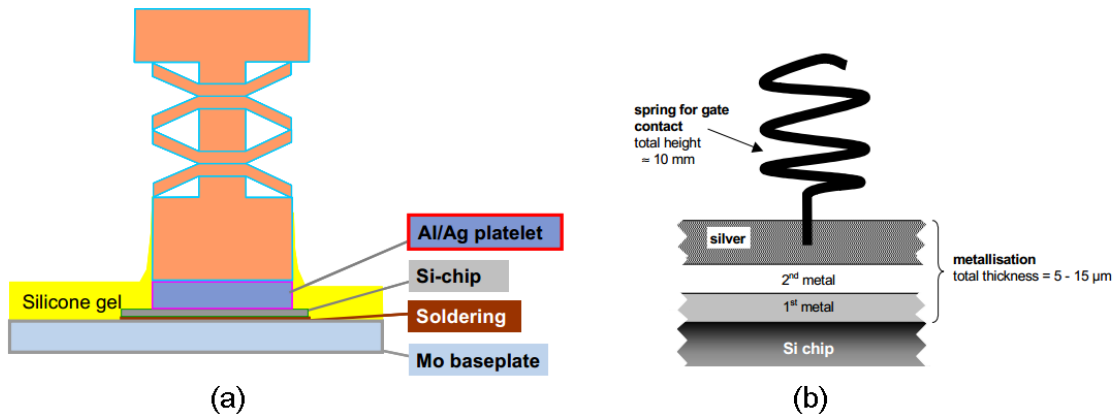 Al/Ag platelet
Si-chip
Silicone gel
Soldering
Mo baseplate
(a)
spring for gate
contact
total height
≈ 10 mm
silver
2nd metal
1st metal
Si chip
metallisation
total thickness = 5 - 15 µm
(b)